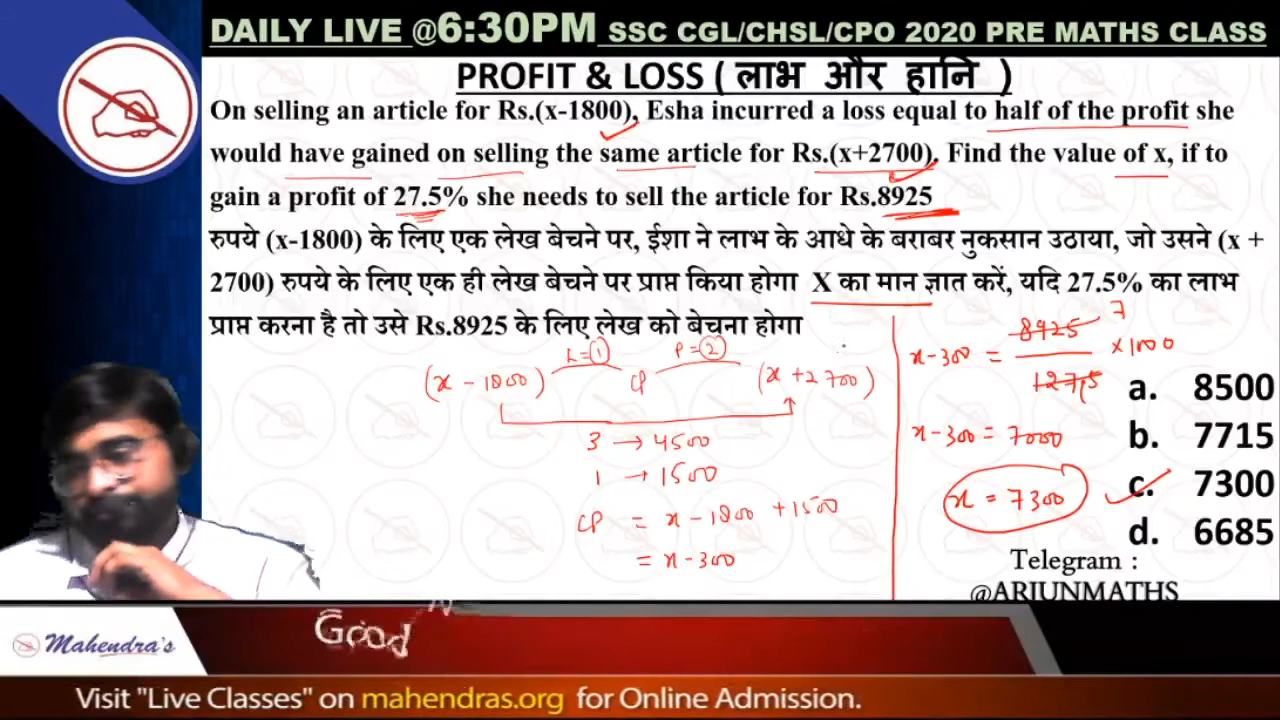 DAILY LIVE @6:30PM SSC CGL/CHSL/CPO 2020 PRE MATHS CLASS
PROFIT & LOSS ( लाभ और हानि )
On selling an article for Rs.(x-1800), Esha incurred a loss equal to half of the profit she
would have gained on selling the same article for Rs.(x+2700). Find the value of x, if to
gain a profit of 27.5% she needs to sell the article for Rs.8925
रुपये (x-1800) के लिए एक लेख बेचने पर, ईशा ने लाभ के आधे के बराबर नुकसान उठाया, जो उसने (x +
2700) रुपये के लिए एक ही लेख बेचने पर प्राप्त किया होगा X का मान ज्ञात करें, यदि 27.5% का लाभ
प्राप्त करना है तो उसे Rs.8925 के लिए लेख को बेचना होगा
L=1 P=2
(x - 1800) CP (x + 2700)
3 → 4500
1 → 1500
CP = x - 1800 + 1500
= x - 300
7
x - 300 = 8925 × 1000
127,5
x - 300 = 7000
x = 7300
a. 8500
b. 7715
c. 7300
d. 6685
Telegram :
@ARJUNMATHS
Mahendra's
Good
Visit "Live Classes" on mahendras.org for Online Admission.